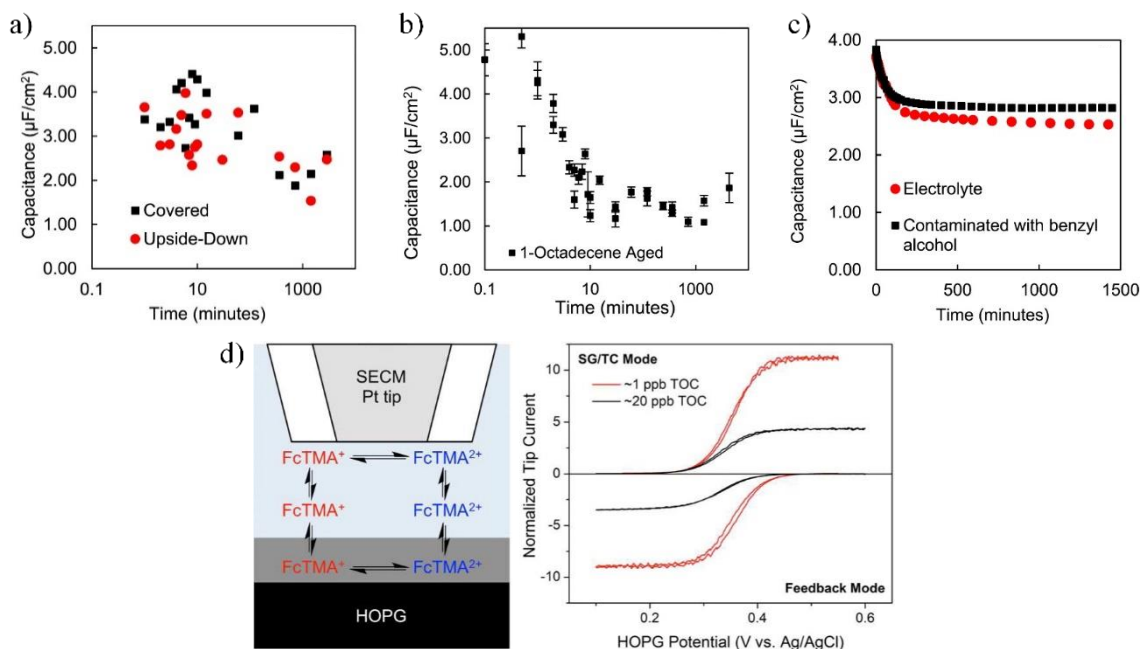 a)
Capacitance (µF/cm²)
5.00
4.00
3.00
2.00
1.00
0.00
Covered
Upside-Down
0.1
10
1000
Time (minutes)
b)
Capacitance (µF/cm²)
5.00
4.00
3.00
2.00
1.00
0.00
1-Octadecene Aged
0.1
10
1000
Time (minutes)
c)
Capacitance (µF/cm²)
4.00
3.00
2.00
1.00
0.00
Electrolyte
Contaminated with benzyl
alcohol
0
500
1000
1500
Time (minutes)
d)
SECM
Pt tip
FcTMA⁺
FcTMA²⁺
FcTMA⁺
FcTMA²⁺
FcTMA⁺
FcTMA²⁺
HOPG
Normalized Tip Current
10
5
0
-5
-10
SG/TC Mode
~1 ppb TOC
~20 ppb TOC
Feedback Mode
0.2
0.4
0.6
HOPG Potential (V vs. Ag/AgCl)